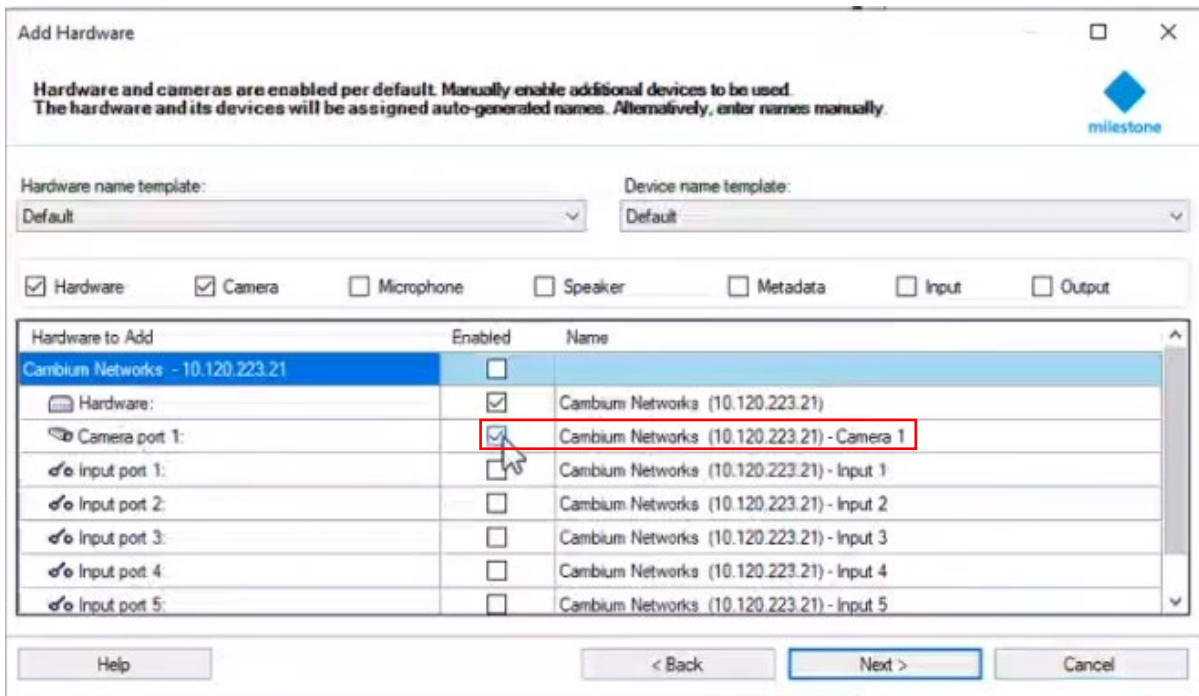 Add Hardware
Hardware and cameras are enabled per default. Manually enable additional devices to be used.
The hardware and its devices will be assigned auto-generated names. Alternatively, enter names manually.
milestone
Hardware name template: Device name template:
Default Default
Hardware Camera Microphone Speaker Metadata Input Output
Hardware to Add Enabled Name
Cambium Networks - 10.120.223.21
Hardware: Cambium Networks (10.120.223.21)
Camera port 1: Cambium Networks (10.120.223.21) - Camera 1
Input port 1: Cambium Networks (10.120.223.21) - Input 1
Input port 2: Cambium Networks (10.120.223.21) - Input 2
Input port 3: Cambium Networks (10.120.223.21) - Input 3
Input port 4: Cambium Networks (10.120.223.21) - Input 4
Input port 5: Cambium Networks (10.120.223.21) - Input 5
Help < Back Next > Cancel